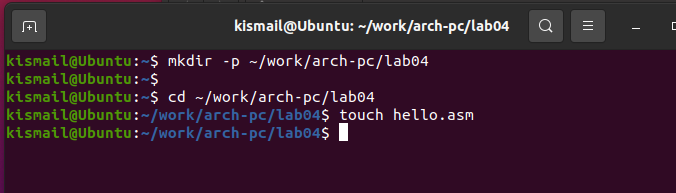 kismail@Ubuntu: ~/work/arch-pc/lab04
kismail@Ubuntu:~$ mkdir -p ~/work/arch-pc/lab04
kismail@Ubuntu:~$
kismail@Ubuntu:~$ cd ~/work/arch-pc/lab04
kismail@Ubuntu:~/work/arch-pc/lab04$ touch hello.asm
kismail@Ubuntu:~/work/arch-pc/lab04$